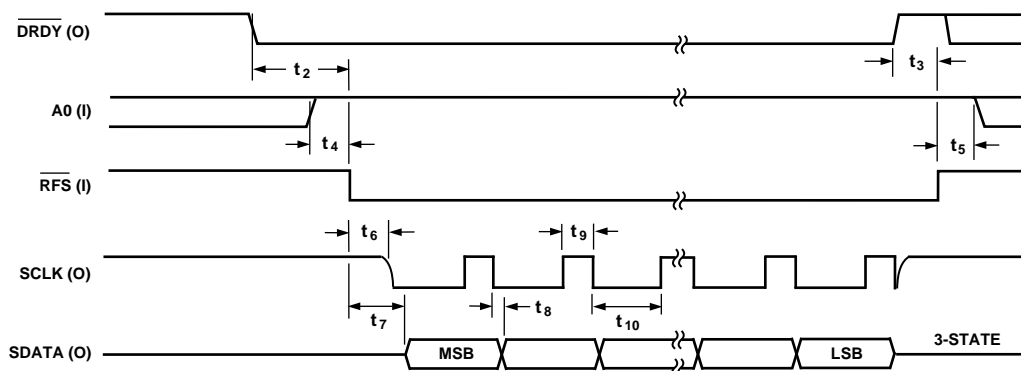 DRDY (O)
t2
t3
A0 (I)
t4
t5
RFS (I)
t6
t9
SCLK (O)
t7
t8
t10
3-STATE
SDATA (O)
MSB
LSB